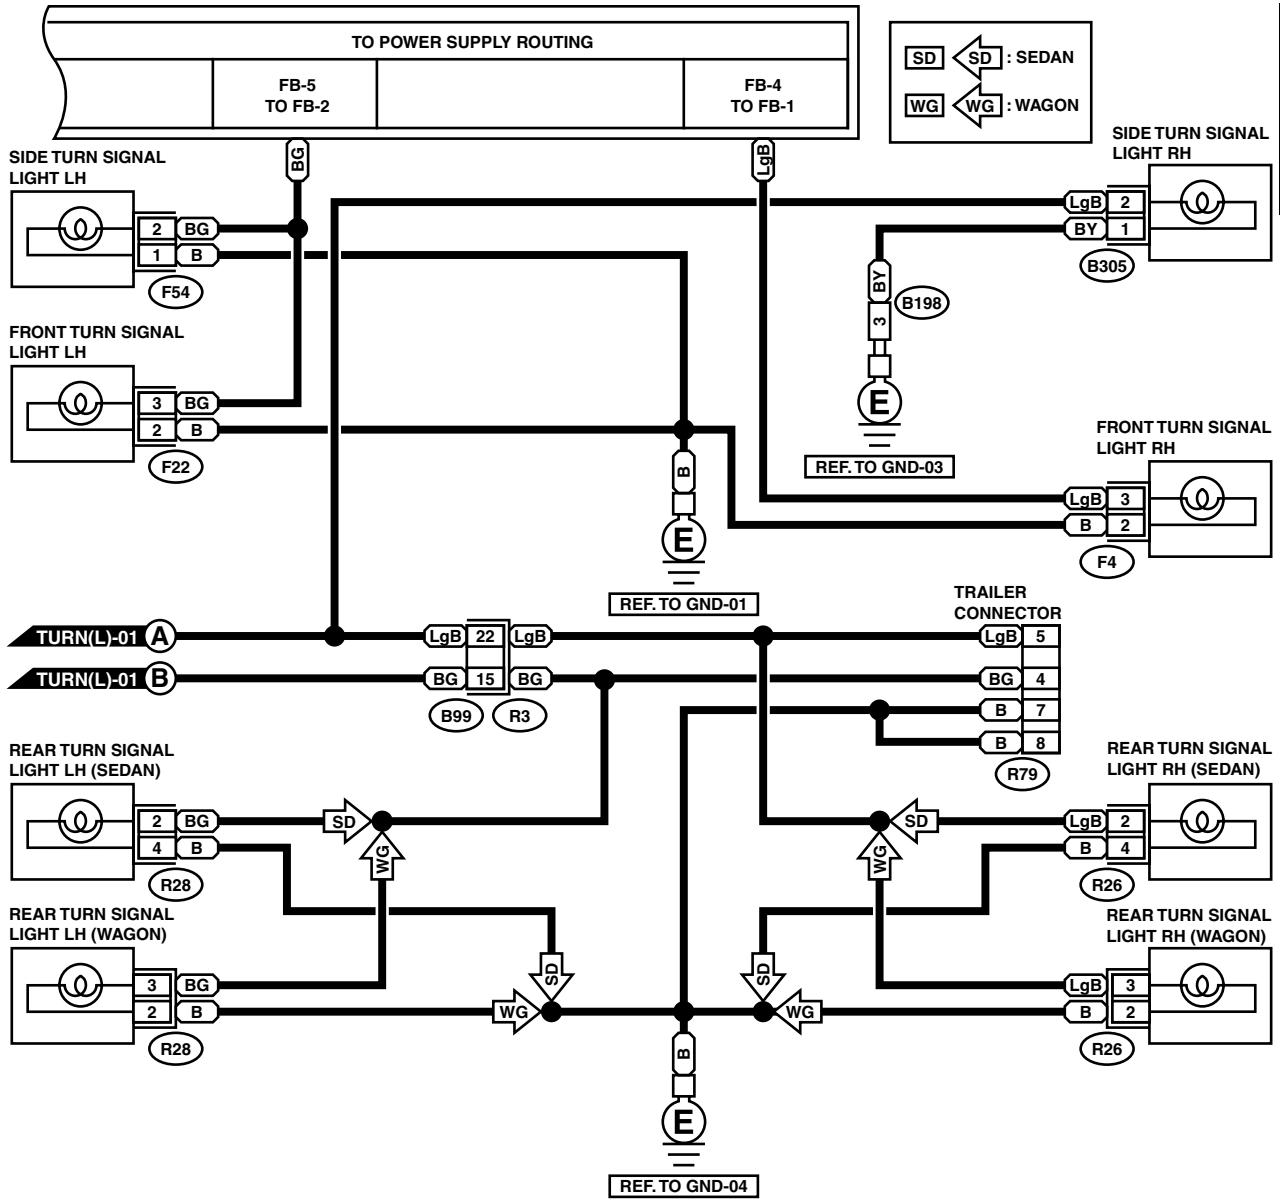 TO POWER SUPPLY ROUTING
FB-5
TO FB-2
FB-4
TO FB-1
SD
SD
: SEDAN
WG
WG
: WAGON
BG
LgB
SIDE TURN SIGNAL
LIGHT LH
2
BG
1
B
F54
SIDE TURN SIGNAL
LIGHT RH
LgB
2
BY
1
B305
BY
B198
3
E
REF. TO GND-03
FRONT TURN SIGNAL
LIGHT LH
3
BG
2
B
F22
B
E
REF. TO GND-01
FRONT TURN SIGNAL
LIGHT RH
LgB
3
B
2
F4
TRAILER
CONNECTOR
TURN(L)-01
A
LgB
22
LgB
LgB
5
TURN(L)-01
B
BG
15
BG
BG
4
B99
R3
B
7
B
8
R79
REAR TURN SIGNAL
LIGHT LH (SEDAN)
2
BG
SD
4
B
WG
R28
REAR TURN SIGNAL
LIGHT RH (SEDAN)
SD
LgB
2
WG
B
4
R26
REAR TURN SIGNAL
LIGHT LH (WAGON)
3
BG
SD
2
B
WG
R28
REAR TURN SIGNAL
LIGHT RH (WAGON)
SD
LgB
3
WG
B
2
R26
B
E
REF. TO GND-04